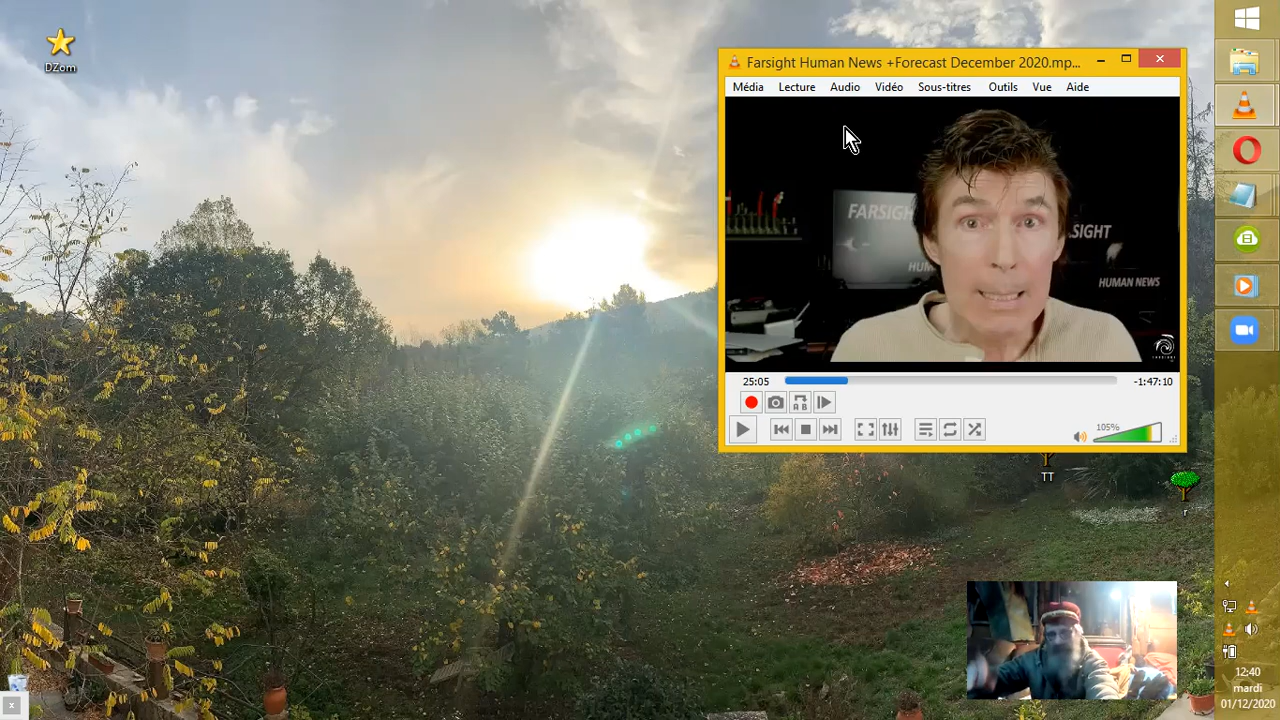 DZom
Farsight Human News +Forecast December 2020.mp...
Média Lecture Audio Vidéo Sous-titres Outils Vue Aide
FARSIGH
SIGHT
HUM
HUMAN NEWS
25:05
-1:47:10
A B
105%
TT
r
12:40
mardi
01/12/2020